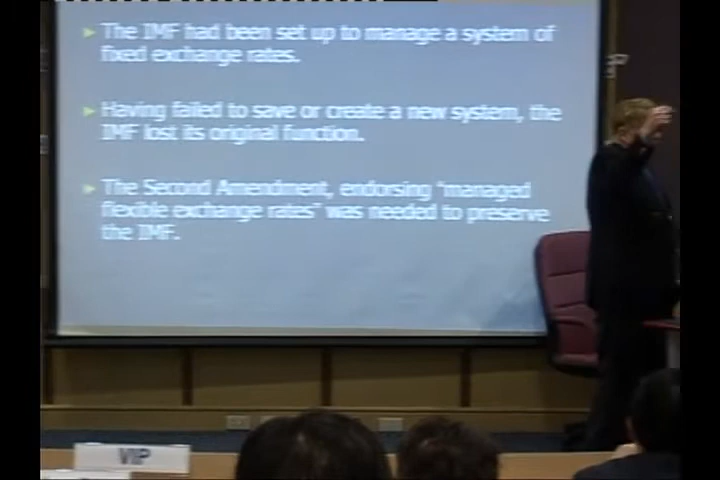 The IMF had been set up to manage a system of
fixed exchange rates.
Having failed to save or create a new system, the
IMF lost its original function.
The Second Amendment, endorsing 'managed
flexible exchange rates' was needed to preserve
the IMF.
VIP